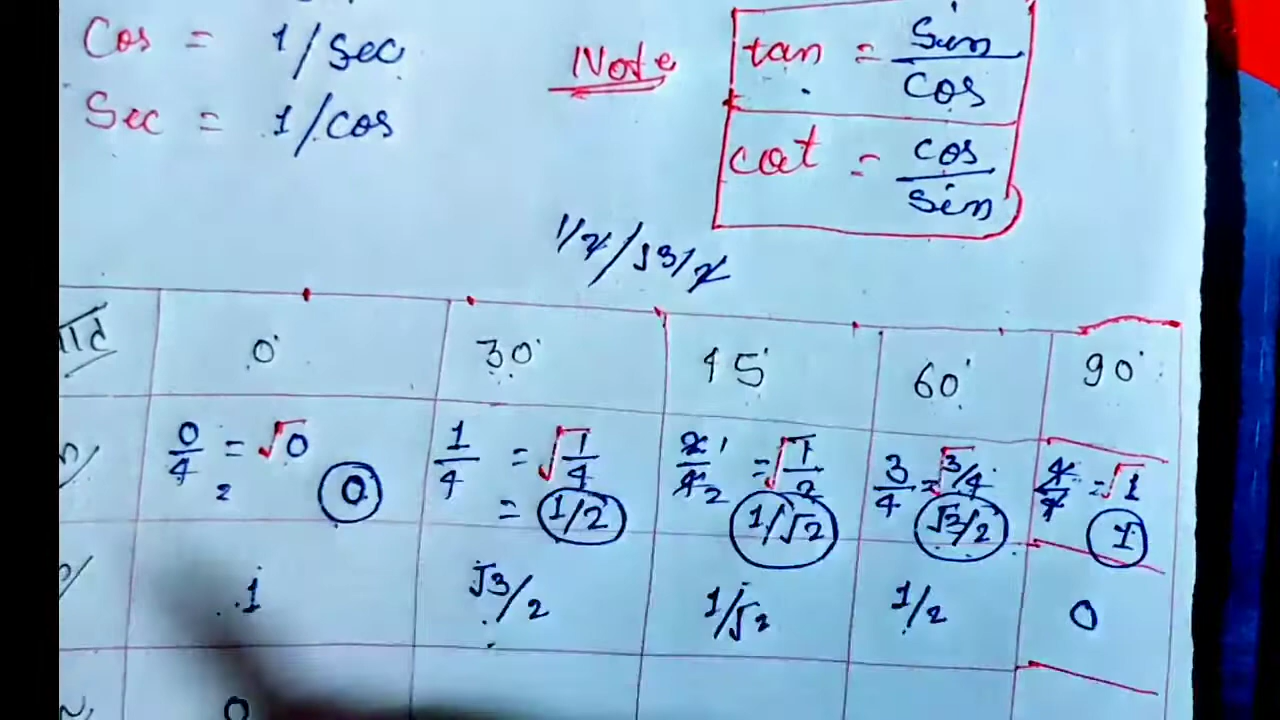 Cos = 1/Sec
Sec = 1/cos
Note
tan = Sin/Cos
cot = cos/sin
1/2/√3/2
0° 30° 45° 60° 90°
0/4 = √0 2 0 1/4 = √1/4 = 1/2 2/4 1 2 = √1/2 1/√2 3/4 = √3/4 √3/2 4/4 = √1 1
1 √3/2 1/√2 1/2 0
0